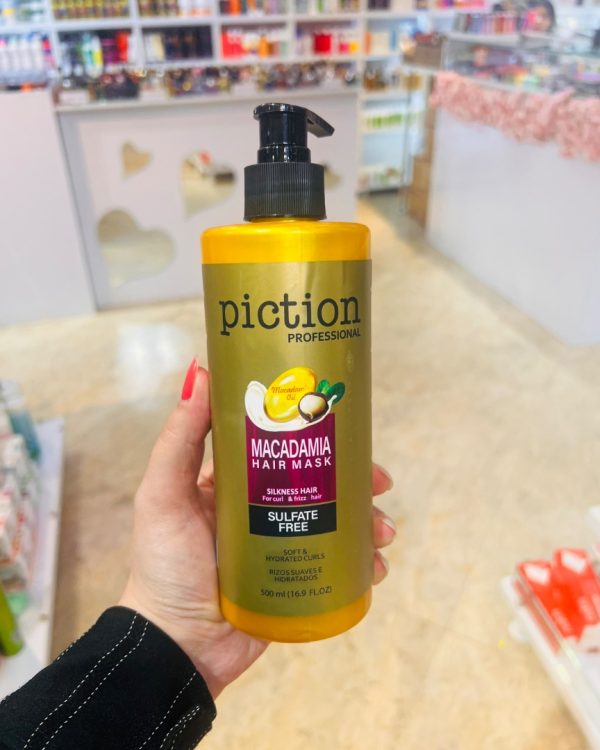 piction
PROFESSIONAL
Macadamia
Oil
MACADAMIA
HAIR MASK
SILKNESS HAIR
For curl & frizz hair
SULFATE
FREE
SOFT &
HYDRATED CURLS
RIZOS SUAVES E
HIDRATADOS
500 ml (16.9 FL.OZ)